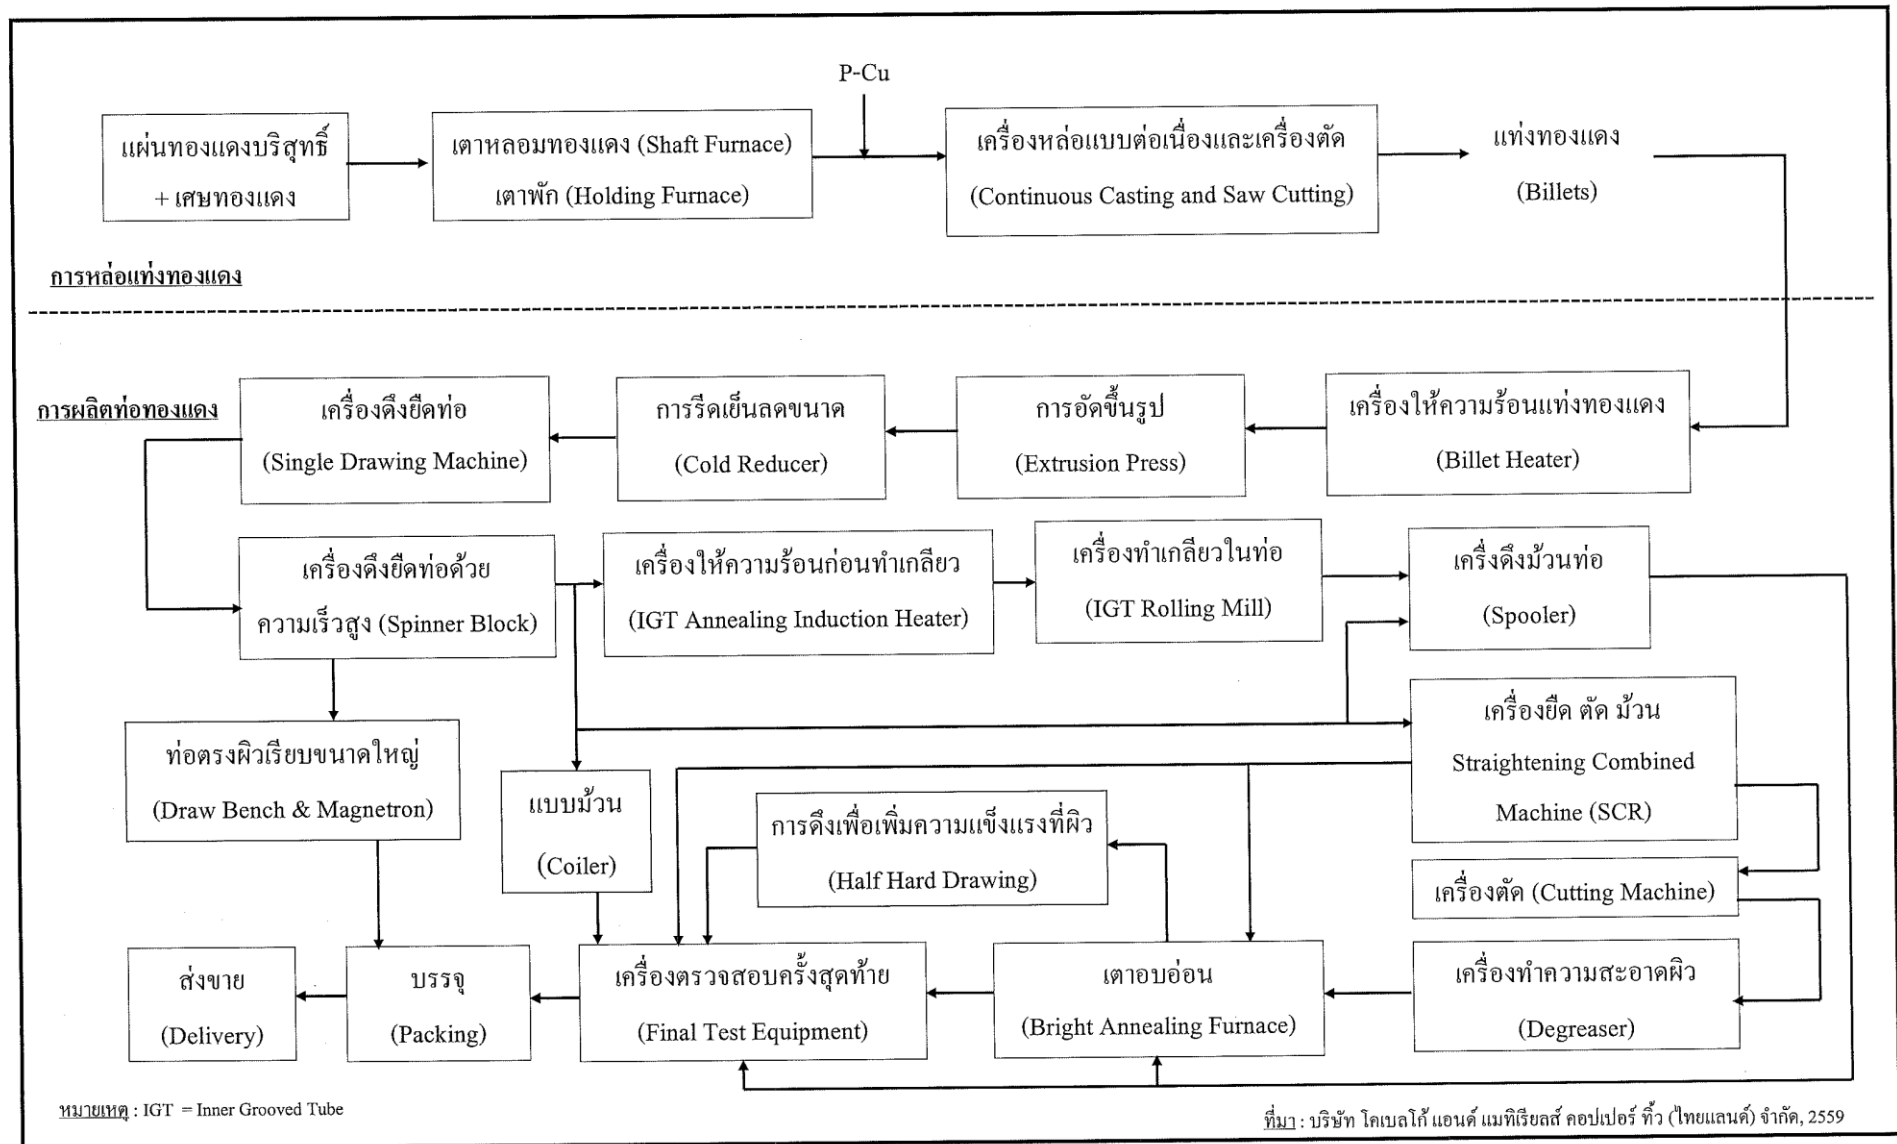 P-Cu
แผ่นทองแดงบริสุทธิ์
+ เศษทองแดง
เตาหลอมทองแดง (Shaft Furnace)
เตาพัก (Holding Furnace)
เครื่องหล่อแบบต่อเนื่องและเครื่องตัด
(Continuous Casting and Saw Cutting)
แท่งทองแดง
(Billets)
การหล่อแท่งทองแดง
การผลิตท่อทองแดง
เครื่องดึงยืดท่อ
(Single Drawing Machine)
การรีดเย็นลดขนาด
(Cold Reducer)
การอัดขึ้นรูป
(Extrusion Press)
เครื่องให้ความร้อนแท่งทองแดง
(Billet Heater)
เครื่องดึงยืดท่อด้วย
ความเร็วสูง (Spinner Block)
เครื่องให้ความร้อนก่อนทำเกลียว
(IGT Annealing Induction Heater)
เครื่องทำเกลียวในท่อ
(IGT Rolling Mill)
เครื่งดึงม้วนท่อ
(Spooler)
ท่อตรงผิวเรียบขนาดใหญ่
(Draw Bench & Magnetron)
แบบม้วน
(Coiler)
การดึงเพื่อเพิ่มความแข็งแรงที่ผิว
(Half Hard Drawing)
เครื่องยืด ตัด ม้วน
Straightening Combined
Machine (SCR)
เครื่องตัด (Cutting Machine)
ส่งขาย
(Delivery)
บรรจุ
(Packing)
เครื่องตรวจสอบครั้งสุดท้าย
(Final Test Equipment)
เตาอบอ่อน
(Bright Annealing Furnace)
เครื่องทำความสะอาดผิว
(Degreaser)
หมายเหตุ : IGT = Inner Grooved Tube
ที่มา : บริษัท โคเบลโก้ แอนด์ แมทิเรียลส์ คอปเปอร์ ทิ้ว (ไทยแลนด์) จำกัด, 2559